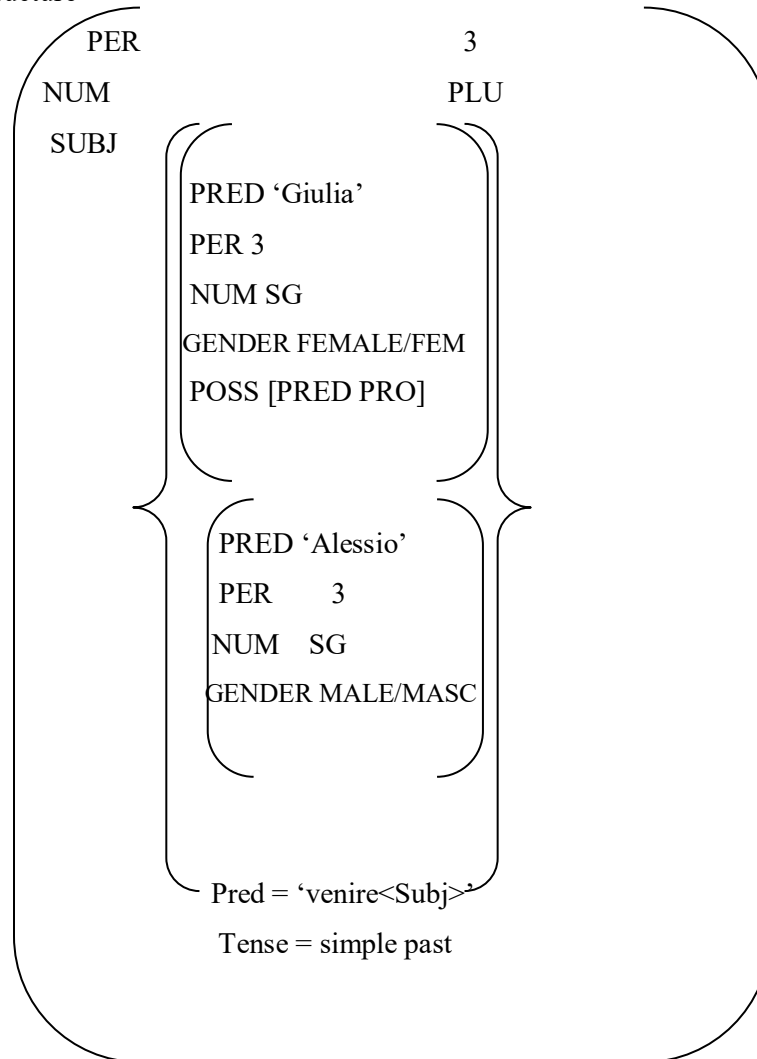 PER 3
NUM PLU
SUBJ
PRED ‘Giulia’
PER 3
NUM SG
GENDER FEMALE/FEM
POSS [PRED PRO]
PRED ‘Alessio’
PER 3
NUM SG
GENDER MALE/MASC
Pred = ‘venire<Subj>’
Tense = simple past